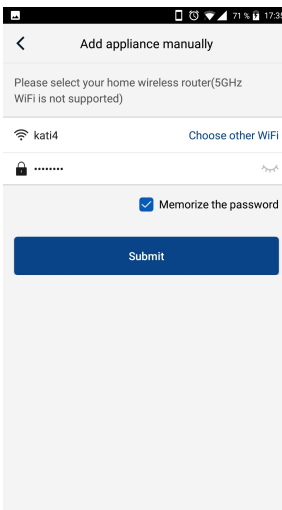 71 % 17:35
Add appliance manually
Please select your home wireless router(5GHz
WiFi is not supported)
kati4 Choose other WiFi
••••••••
Memorize the password
Submit